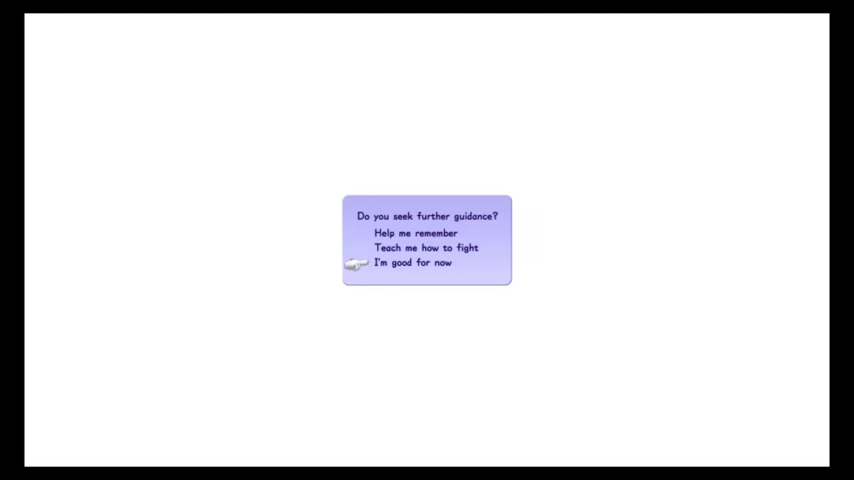 Do you seek further guidance?
Help me remember
Teach me how to fight
I'm good for now